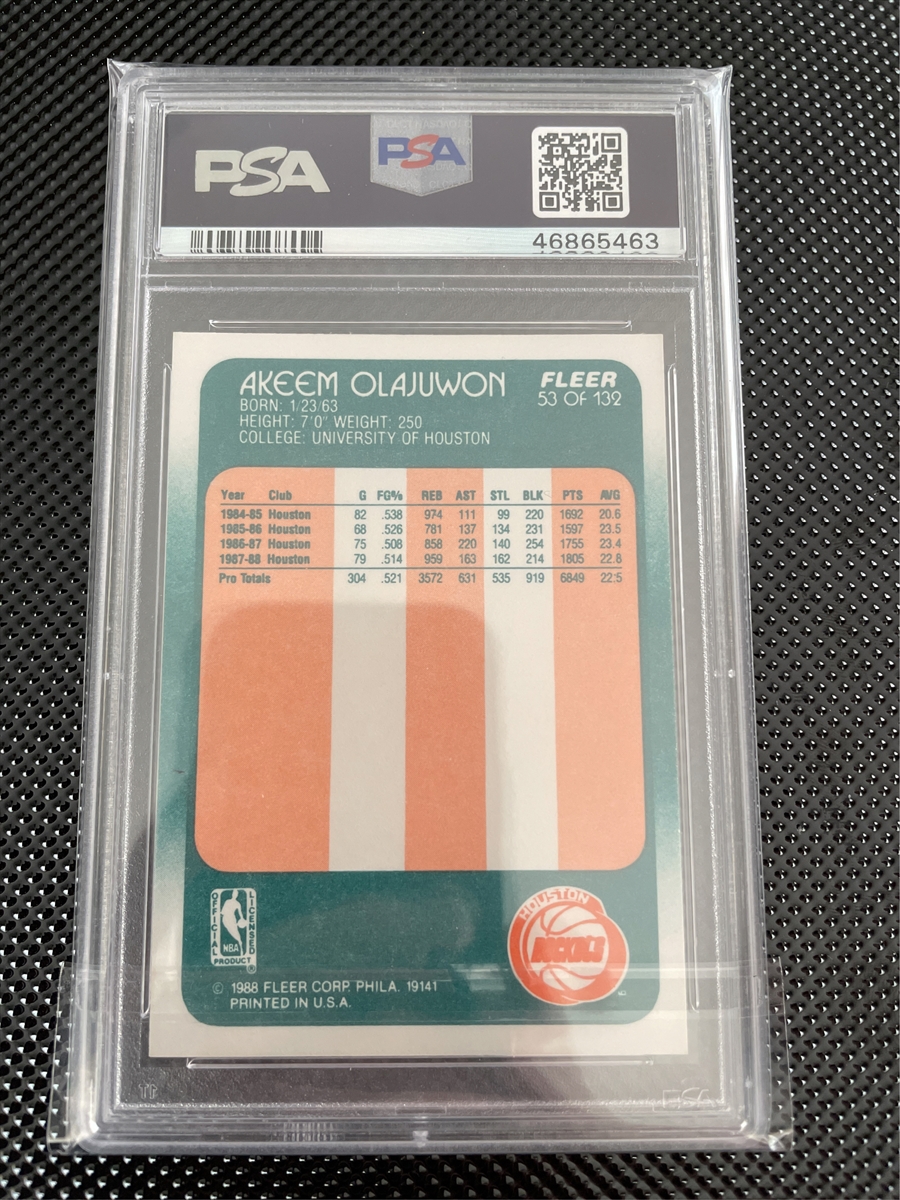 PSA PSA
46865463
AKEEM OLAJUWON FLEER
BORN: 1/23/63 53 OF 132
HEIGHT: 7'0" WEIGHT: 250
COLLEGE: UNIVERSITY OF HOUSTON
Year Club G FG% REB AST STL BLK PTS AVG
1984-85 Houston 82 .538 974 111 99 220 1692 20.6
1985-86 Houston 68 .526 781 137 134 231 1597 23.5
1986-87 Houston 75 .508 858 220 140 254 1755 23.4
1987-88 Houston 79 .514 959 163 162 214 1805 22.8
Pro Totals 304 .521 3572 631 535 919 6849 22.5
OFFICIAL LICENSED
NBA
PRODUCT ®
HOUSTON
ROCKETS
© 1988 FLEER CORP. PHILA. 19141
PRINTED IN U.S.A.